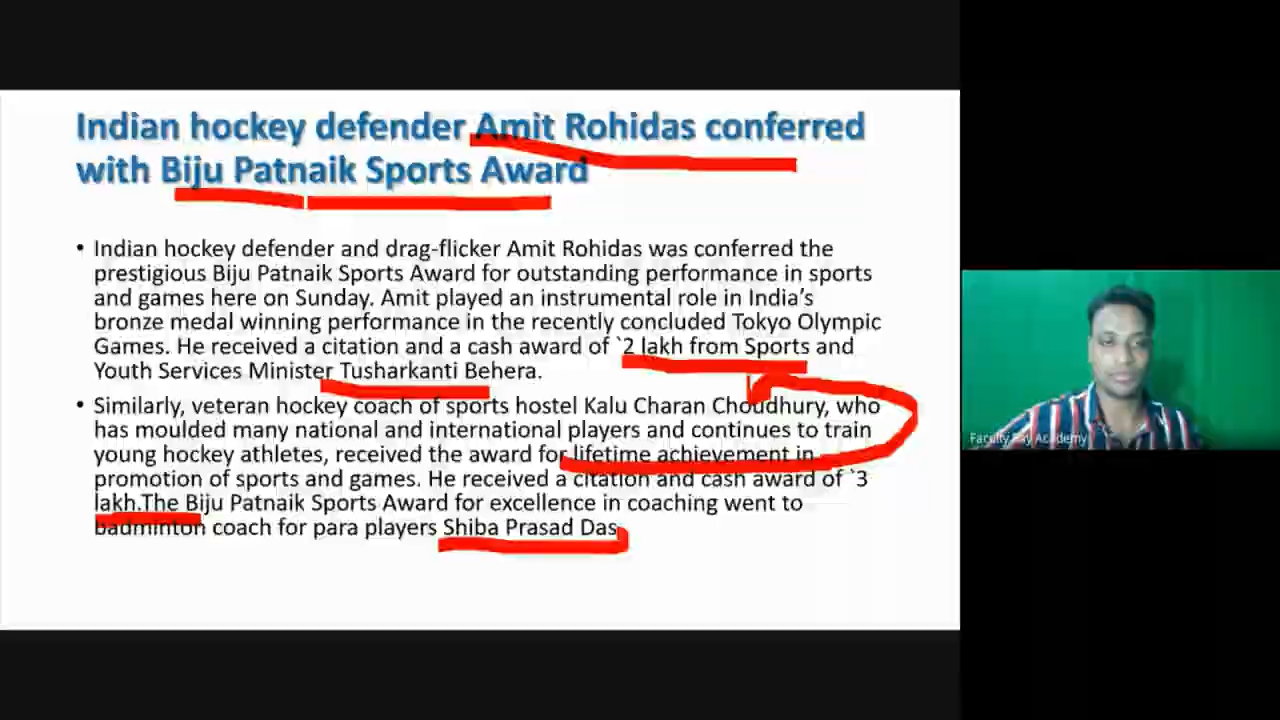 Indian hockey defender Amit Rohidas conferred
with Biju Patnaik Sports Award
• Indian hockey defender and drag-flicker Amit Rohidas was conferred the
prestigious Biju Patnaik Sports Award for outstanding performance in sports
and games here on Sunday. Amit played an instrumental role in India's
bronze medal winning performance in the recently concluded Tokyo Olympic
Games. He received a citation and a cash award of `2 lakh from Sports and
Youth Services Minister Tusharkanti Behera.
• Similarly, veteran hockey coach of sports hostel Kalu Charan Choudhury, who
has moulded many national and international players and continues to train
young hockey athletes, received the award for lifetime achievement in
promotion of sports and games. He received a citation and cash award of `3
lakh.The Biju Patnaik Sports Award for excellence in coaching went to
badminton coach for para players Shiba Prasad Das
Faculty Ray Academy